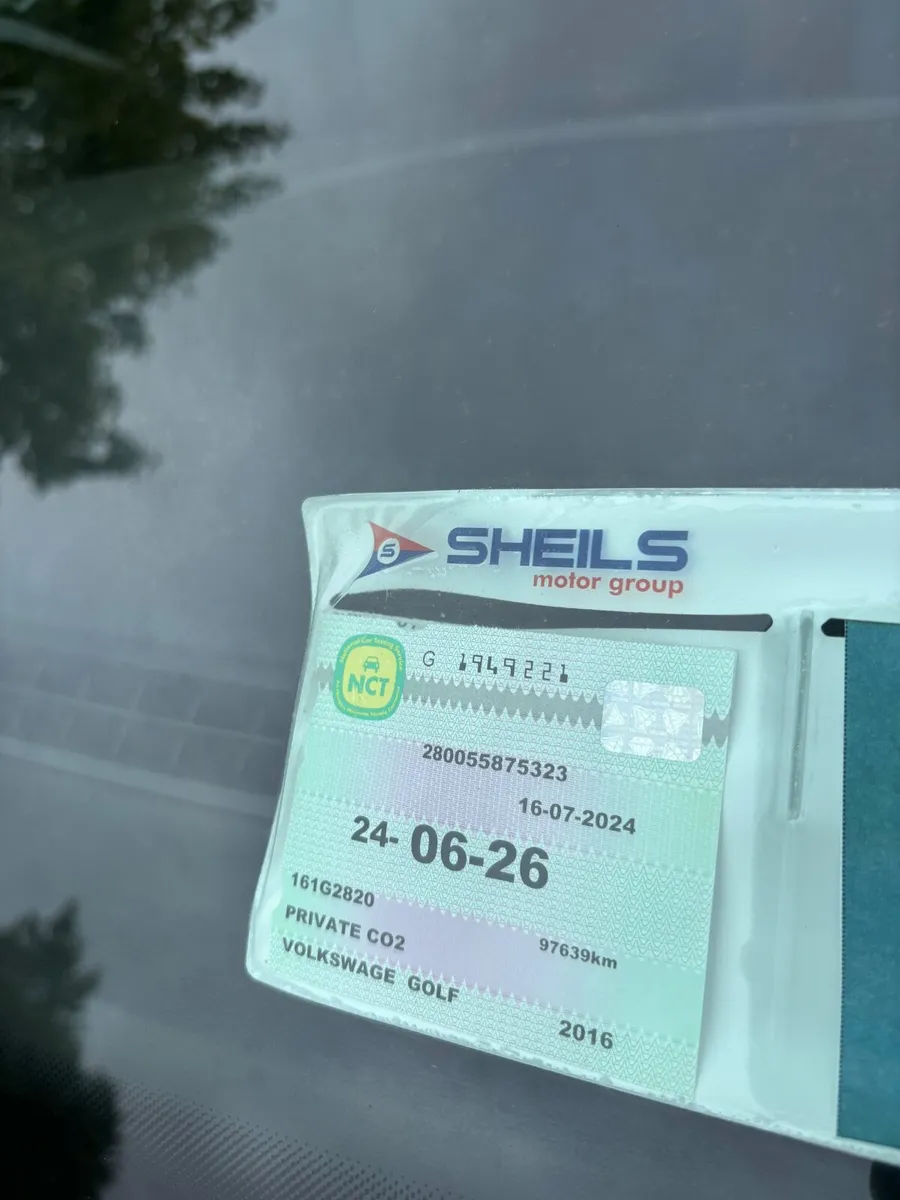 S
SHEILS
motor group
NCT
G 1949221
280055875323
16-07-2024
24- 06-26
161G2820
PRIVATE CO2
97639km
VOLKSWAGE GOLF
2016